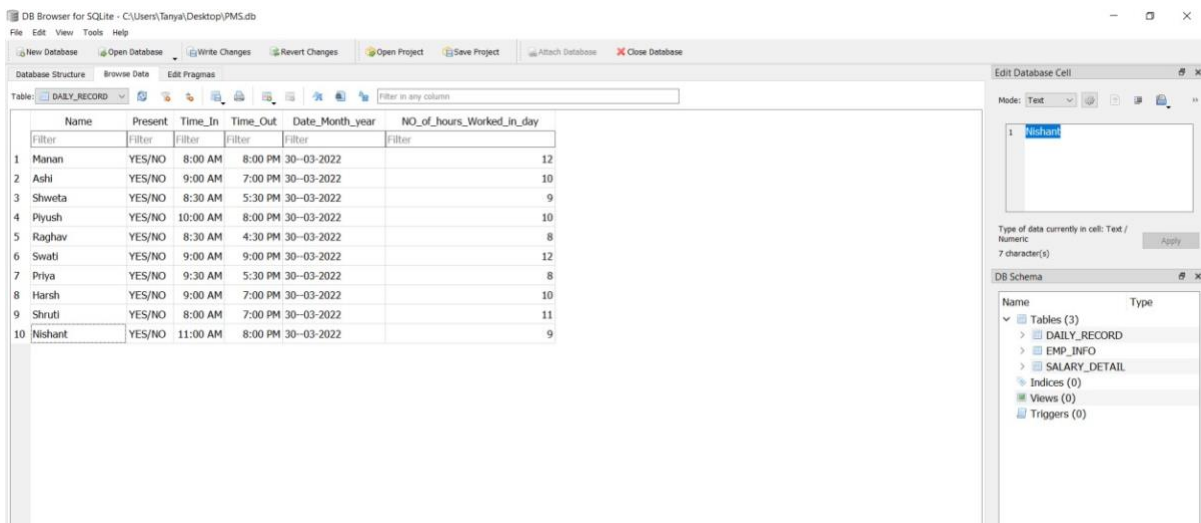 DB Browser for SQLite - C:\Users\Tanya\Desktop\PMS.db
File Edit View Tools Help
New Database Open Database Write Changes Revert Changes Open Project Save Project Attach Database Close Database
Database Structure Browse Data Edit Pragmas
Table: DAILY_RECORD Filter in any column
Name Present Time_In Time_Out Date_Month_year NO_of_hours_Worked_in_day
Filter Filter Filter Filter Filter Filter
1 Manan YES/NO 8:00 AM 8:00 PM 30--03-2022 12
2 Ashi YES/NO 9:00 AM 7:00 PM 30--03-2022 10
3 Shweta YES/NO 8:30 AM 5:30 PM 30--03-2022 9
4 Piyush YES/NO 10:00 AM 8:00 PM 30--03-2022 10
5 Raghav YES/NO 8:30 AM 4:30 PM 30--03-2022 8
6 Swati YES/NO 9:00 AM 9:00 PM 30--03-2022 12
7 Priya YES/NO 9:30 AM 5:30 PM 30--03-2022 8
8 Harsh YES/NO 9:00 AM 7:00 PM 30--03-2022 10
9 Shruti YES/NO 8:00 AM 7:00 PM 30--03-2022 11
10 Nishant YES/NO 11:00 AM 8:00 PM 30--03-2022 9
Edit Database Cell
Mode: Text
1 Nishant
Type of data currently in cell: Text /
Numeric
Apply
7 character(s)
DB Schema
Name Type
Tables (3)
DAILY_RECORD
EMP_INFO
SALARY_DETAIL
Indices (0)
Views (0)
Triggers (0)